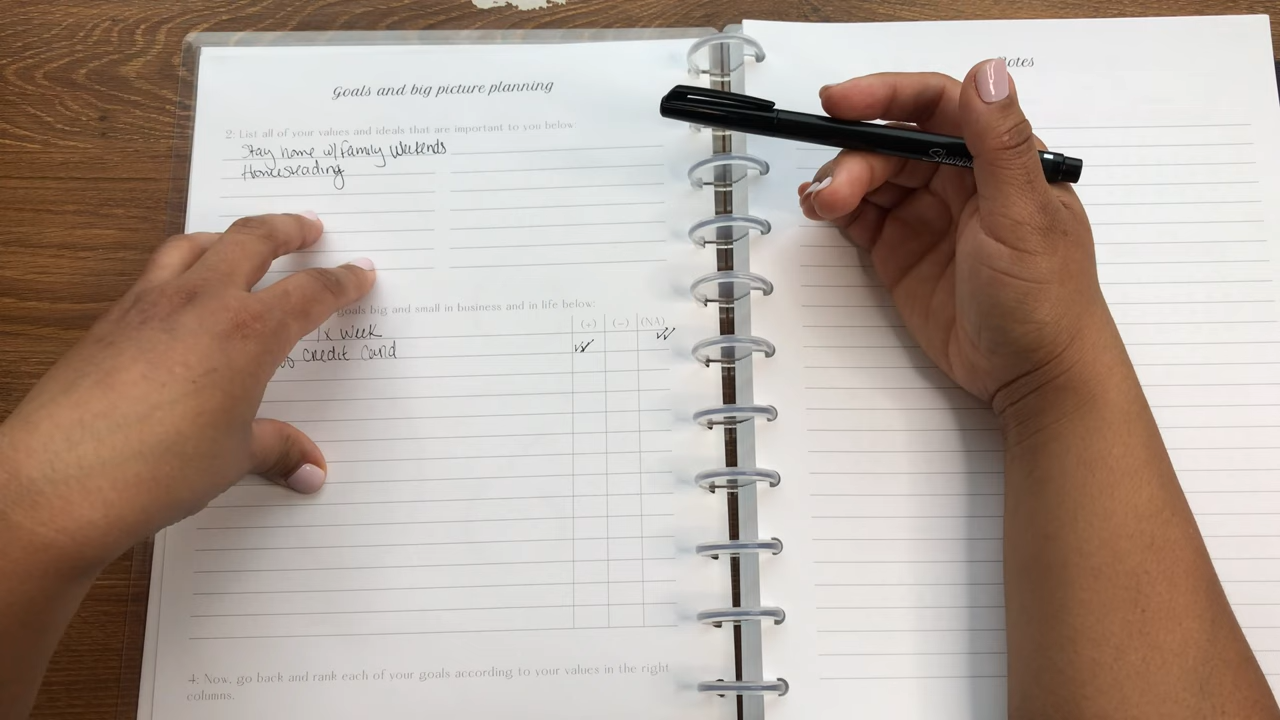 Goals and big picture planning
2: List all of your values and ideals that are important to you below
Stay home w/ Family Weekends
Homesteading
goals big and small in business and in life below:
(+) (-) (NA)
1x week
credit card
4: Now, go back and rank each of your goals according to your values in the right
columns.
Sharpie